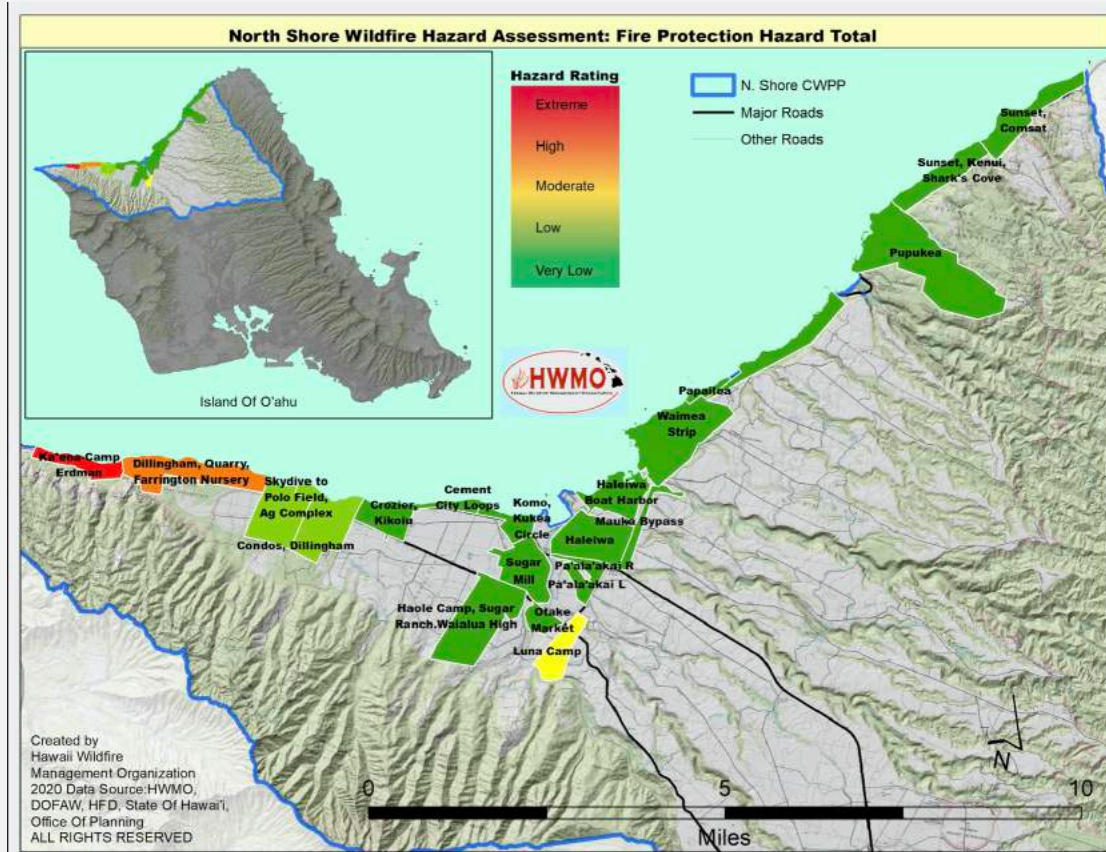 North Shore Wildfire Hazard Assessment: Fire Protection Hazard Total
Island Of O'ahu
Hazard Rating
Extreme
High
Moderate
Low
Very Low
N. Shore CWPP
Major Roads
Other Roads
HWMO
Sunset,
Comsat
Sunset, Kenui,
Shark's Cove
Pupukea
Papailoa
Waimea
Strip
Ka'ena-Camp
Erdman
Dillingham, Quarry,
Farrington Nursery
Skydive to
Polo Field,
Ag Complex
Condos, Dillingham
Crozier,
Kikoiu
Cement
City Loops
Komo,
Kukea
Circle
Haleiwa
Boat Harbor
Mauka Bypass
Haleiwa
Sugar
Mill
Pa'ala'akai R
Pa'ala'akai L
Haole Camp, Sugar
Ranch.Waialua High
Otake
Market
Luna Camp
Created by
Hawaii Wildfire
Management Organization
2020 Data Source:HWMO,
DOFAW, HFD, State Of Hawai'i,
Office Of Planning
ALL RIGHTS RESERVED
N
0 5 10
Miles